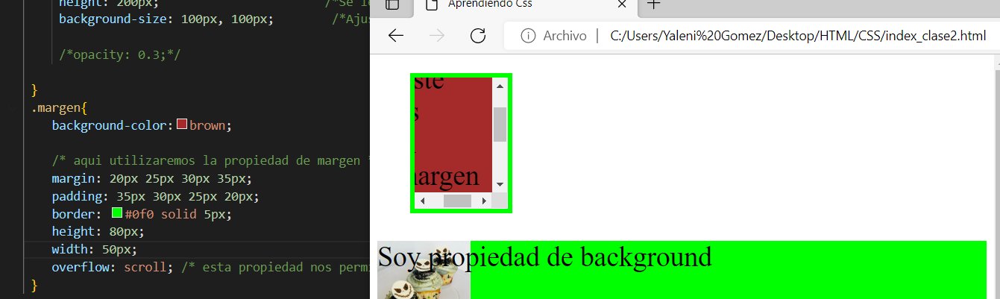 height: 200px; /*Se le
background-size: 100px, 100px; /*Ajus
/*opacity: 0.3;*/
}
.margen{
background-color: brown;
/* aqui utilizaremos la propiedad de margen *
margin: 20px 25px 30px 35px;
padding: 35px 30px 25px 20px;
border: #0f0 solid 5px;
height: 80px;
width: 50px;
overflow: scroll; /* esta propiedad nos permi
}
Aprendiendo Css
Archivo | C:/Users/Yaleni%20Gomez/Desktop/HTML/CSS/index_clase2.html
ste
s
margen
Soy propiedad de background